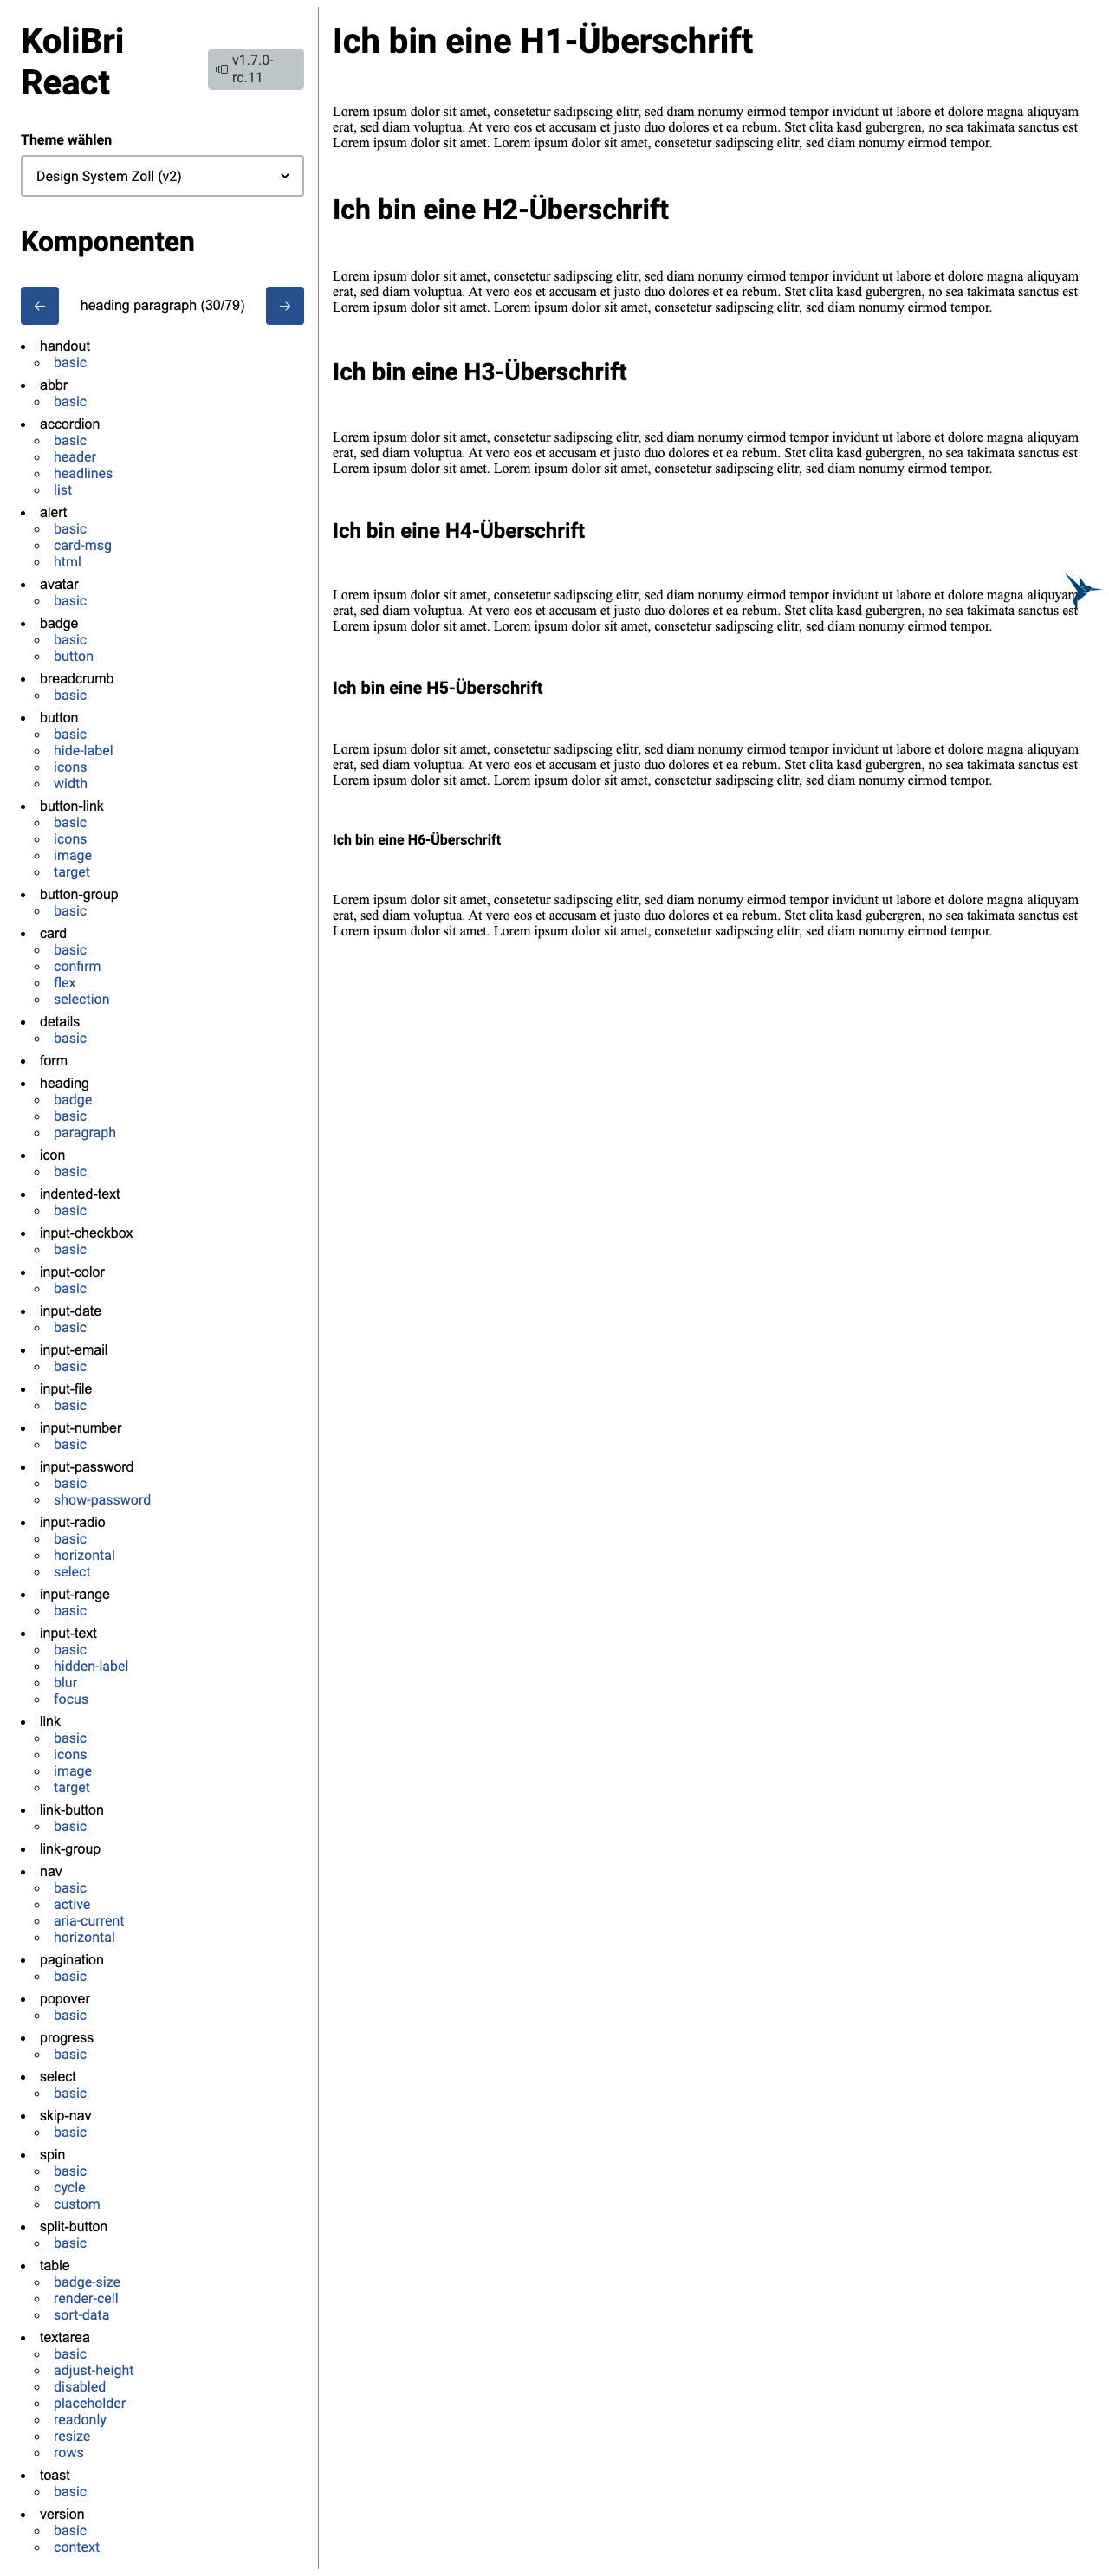 KoliBri
React
v1.7.0-
rc.11
Theme wählen
Design System Zoll (v2)
Komponenten
heading paragraph (30/79)
handout
basic
abbr
basic
accordion
basic
header
headlines
list
alert
basic
card-msg
html
avatar
basic
badge
basic
button
breadcrumb
basic
button
basic
hide-label
icons
width
button-link
basic
icons
image
target
button-group
basic
card
basic
confirm
flex
selection
details
basic
form
heading
badge
basic
paragraph
icon
basic
indented-text
basic
input-checkbox
basic
input-color
basic
input-date
basic
input-email
basic
input-file
basic
input-number
basic
input-password
basic
show-password
input-radio
basic
horizontal
select
input-range
basic
input-text
basic
hidden-label
blur
focus
link
basic
icons
image
target
link-button
basic
link-group
nav
basic
active
aria-current
horizontal
pagination
basic
popover
basic
progress
basic
select
basic
skip-nav
basic
spin
basic
cycle
custom
split-button
basic
table
badge-size
render-cell
sort-data
textarea
basic
adjust-height
disabled
placeholder
readonly
resize
rows
toast
basic
version
basic
context
Ich bin eine H1-Überschrift
Lorem ipsum dolor sit amet, consetetur sadipscing elitr, sed diam nonumy eirmod tempor invidunt ut labore et dolore magna aliquyam
erat, sed diam voluptua. At vero eos et accusam et justo duo dolores et ea rebum. Stet clita kasd gubergren, no sea takimata sanctus est
Lorem ipsum dolor sit amet. Lorem ipsum dolor sit amet, consetetur sadipscing elitr, sed diam nonumy eirmod tempor.
Ich bin eine H2-Überschrift
Lorem ipsum dolor sit amet, consetetur sadipscing elitr, sed diam nonumy eirmod tempor invidunt ut labore et dolore magna aliquyam
erat, sed diam voluptua. At vero eos et accusam et justo duo dolores et ea rebum. Stet clita kasd gubergren, no sea takimata sanctus est
Lorem ipsum dolor sit amet. Lorem ipsum dolor sit amet, consetetur sadipscing elitr, sed diam nonumy eirmod tempor.
Ich bin eine H3-Überschrift
Lorem ipsum dolor sit amet, consetetur sadipscing elitr, sed diam nonumy eirmod tempor invidunt ut labore et dolore magna aliquyam
erat, sed diam voluptua. At vero eos et accusam et justo duo dolores et ea rebum. Stet clita kasd gubergren, no sea takimata sanctus est
Lorem ipsum dolor sit amet. Lorem ipsum dolor sit amet, consetetur sadipscing elitr, sed diam nonumy eirmod tempor.
Ich bin eine H4-Überschrift
Lorem ipsum dolor sit amet, consetetur sadipscing elitr, sed diam nonumy eirmod tempor invidunt ut labore et dolore magna aliquyam
erat, sed diam voluptua. At vero eos et accusam et justo duo dolores et ea rebum. Stet clita kasd gubergren, no sea takimata sanctus est
Lorem ipsum dolor sit amet. Lorem ipsum dolor sit amet, consetetur sadipscing elitr, sed diam nonumy eirmod tempor.
Ich bin eine H5-Überschrift
Lorem ipsum dolor sit amet, consetetur sadipscing elitr, sed diam nonumy eirmod tempor invidunt ut labore et dolore magna aliquyam
erat, sed diam voluptua. At vero eos et accusam et justo duo dolores et ea rebum. Stet clita kasd gubergren, no sea takimata sanctus est
Lorem ipsum dolor sit amet. Lorem ipsum dolor sit amet, consetetur sadipscing elitr, sed diam nonumy eirmod tempor.
Ich bin eine H6-Überschrift
Lorem ipsum dolor sit amet, consetetur sadipscing elitr, sed diam nonumy eirmod tempor invidunt ut labore et dolore magna aliquyam
erat, sed diam voluptua. At vero eos et accusam et justo duo dolores et ea rebum. Stet clita kasd gubergren, no sea takimata sanctus est
Lorem ipsum dolor sit amet. Lorem ipsum dolor sit amet, consetetur sadipscing elitr, sed diam nonumy eirmod tempor.